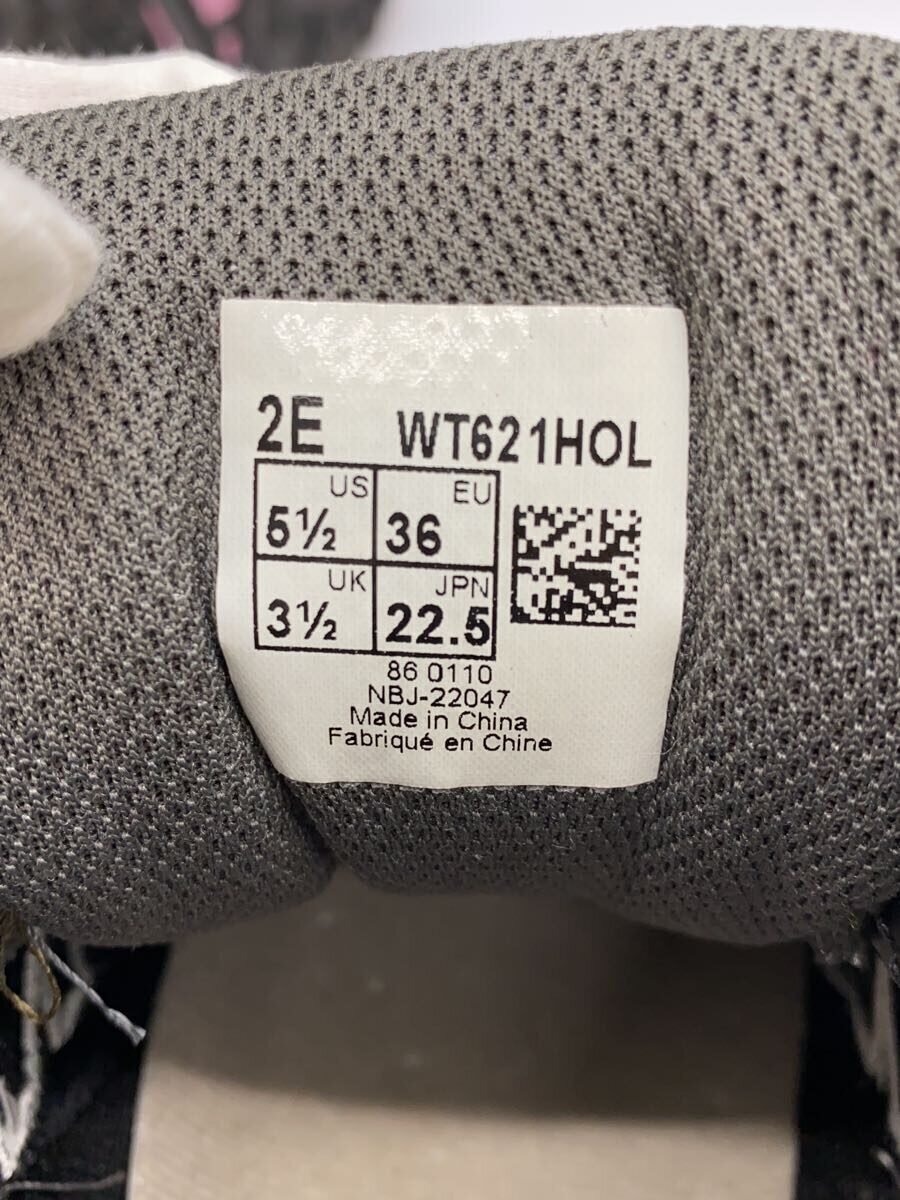 2E WT621HOL
US EU
5½ 36
UK JPN
3½ 22.5
86 0110
NBJ-22047
Made in China
Fabriqué en Chine